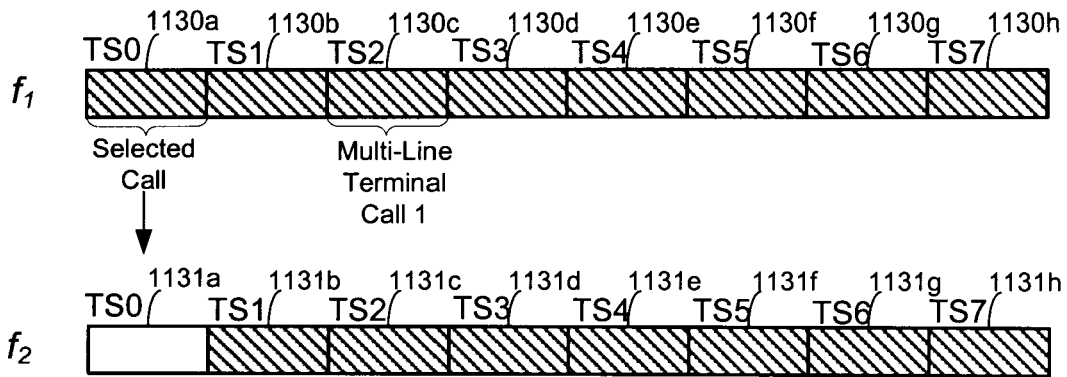 1130a 1130b 1130c 1130d 1130e 1130f 1130g 1130h
TS0 TS1 TS2 TS3 TS4 TS5 TS6 TS7
f1
Selected
Call
Multi-Line
Terminal
Call 1
1131a 1131b 1131c 1131d 1131e 1131f 1131g 1131h
TS0 TS1 TS2 TS3 TS4 TS5 TS6 TS7
f2